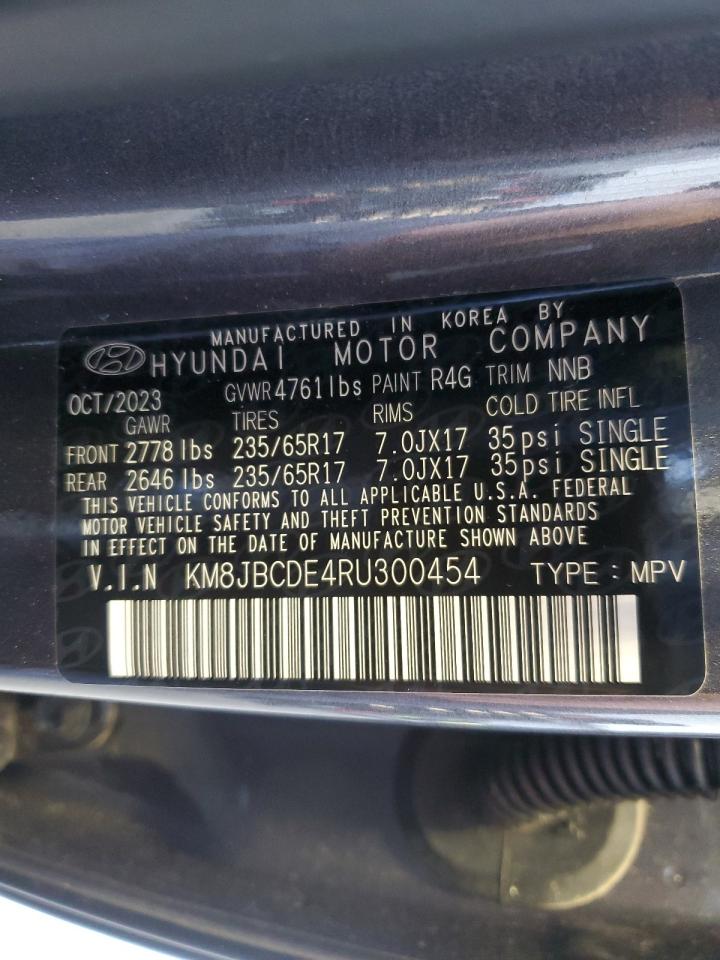 MANUFACTURED IN KOREA BY
HYUNDAI MOTOR COMPANY
OCT/2023 GVWR 4761lbs PAINT R4G TRIM NNB
GAWR TIRES RIMS COLD TIRE INFL
FRONT 2778 lbs 235/65R17 7.0JX17 35psi SINGLE
REAR 2646 lbs 235/65R17 7.0JX17 35psi SINGLE
THIS VEHICLE CONFORMS TO ALL APPLICABLE U.S.A. FEDERAL
MOTOR VEHICLE SAFETY AND THEFT PREVENTION STANDARDS
IN EFFECT ON THE DATE OF MANUFACTURE SHOWN ABOVE
V.I.N KM8JBCDE4RU300454 TYPE : MPV